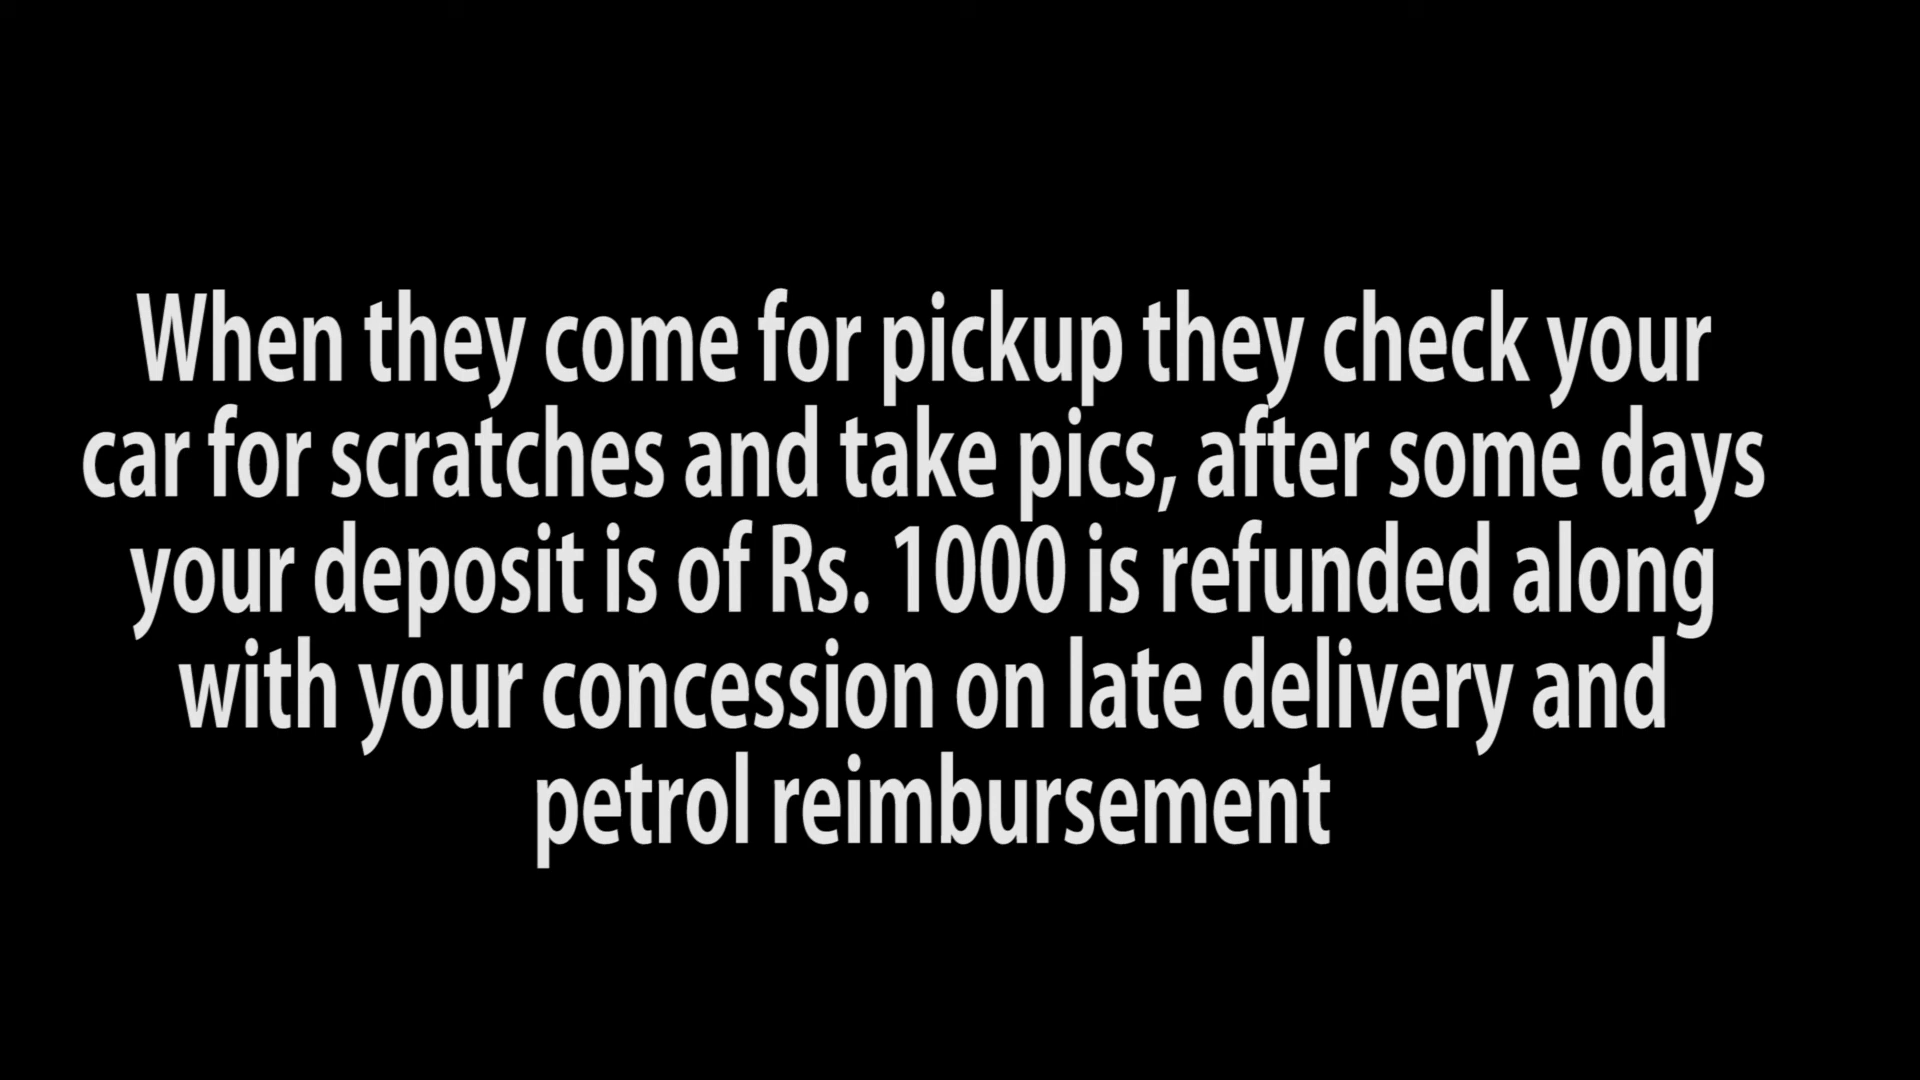 When they come for pickup they check your
car for scratches and take pics, after some days
your deposit is of Rs. 1000 is refunded along
with your concession on late delivery and
petrol reimbursement